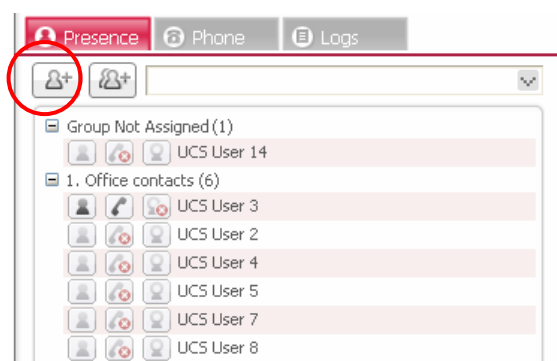 Presence Phone Logs
Group Not Assigned (1)
UCS User 14
1. Office contacts (6)
UCS User 3
UCS User 2
UCS User 4
UCS User 5
UCS User 7
UCS User 8